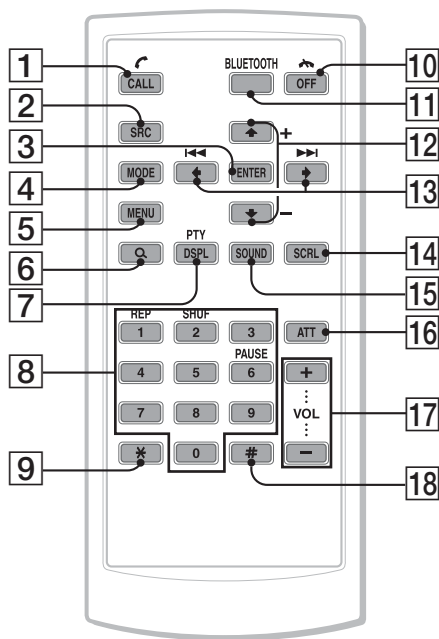 1 CALL BLUETOOTH OFF 10
11
2 SRC + 12
3 MODE ENTER 13
4
5 MENU −
6 PTY 14
7 DSPL SOUND SCRL 15
REP SHUF
8 1 2 3 ATT 16
PAUSE
4 5 6 + 17
VOL
7 8 9 −
9 * 0 # 18